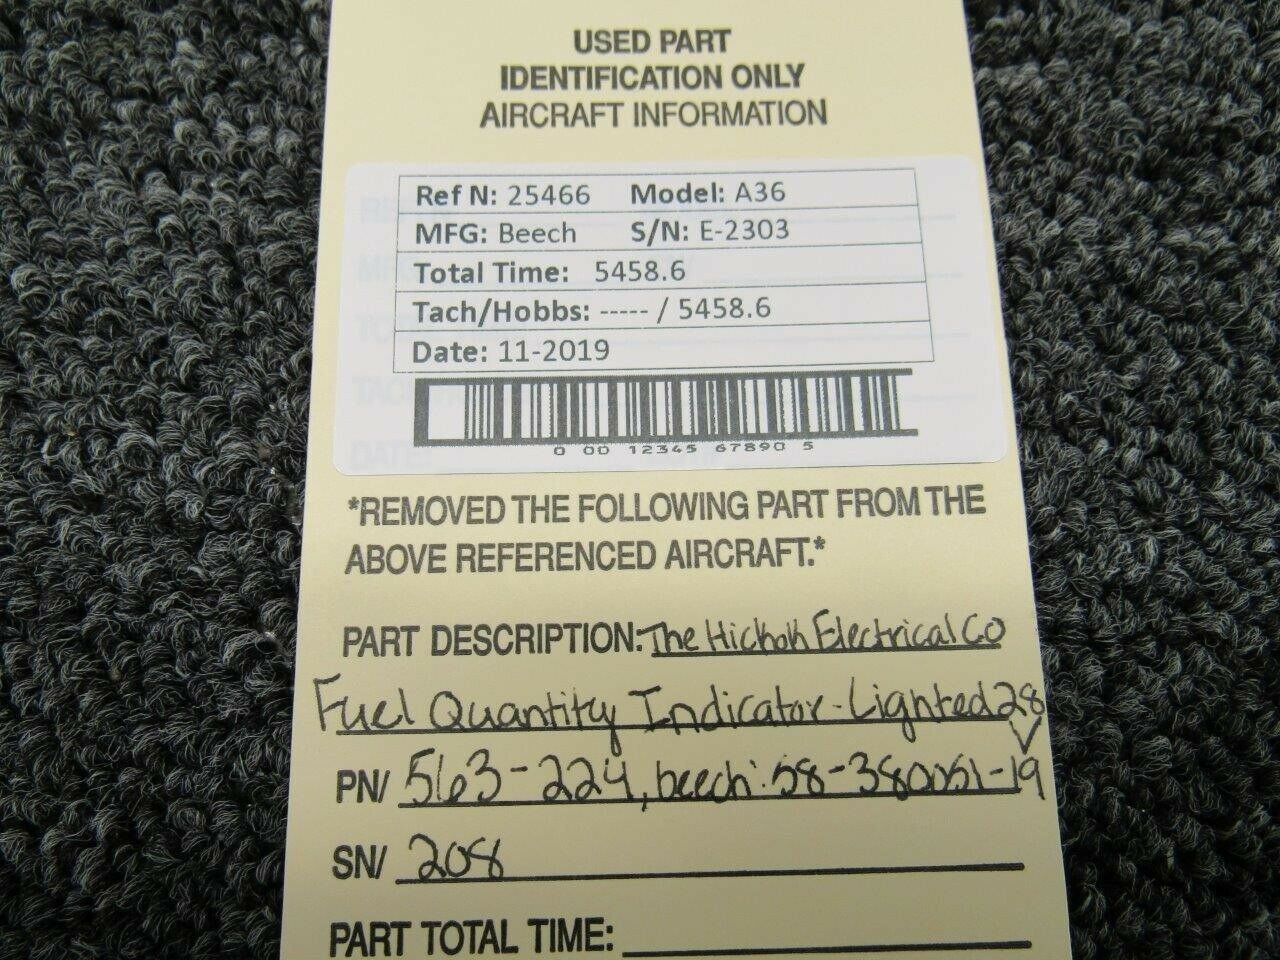 USED PART
IDENTIFICATION ONLY
AIRCRAFT INFORMATION
Ref N: 25466 Model: A36
MFG: Beech S/N: E-2303
Total Time: 5458.6
Tach/Hobbs: ----- / 5458.6
Date: 11-2019
0 00 12345 67890 5
*REMOVED THE FOLLOWING PART FROM THE
ABOVE REFERENCED AIRCRAFT.*
PART DESCRIPTION: The Hickok Electrical Co
Fuel Quantity Indicator-Lighted 28V
PN/ 563-224, beech: 58-380051-19
SN/ 208
PART TOTAL TIME: